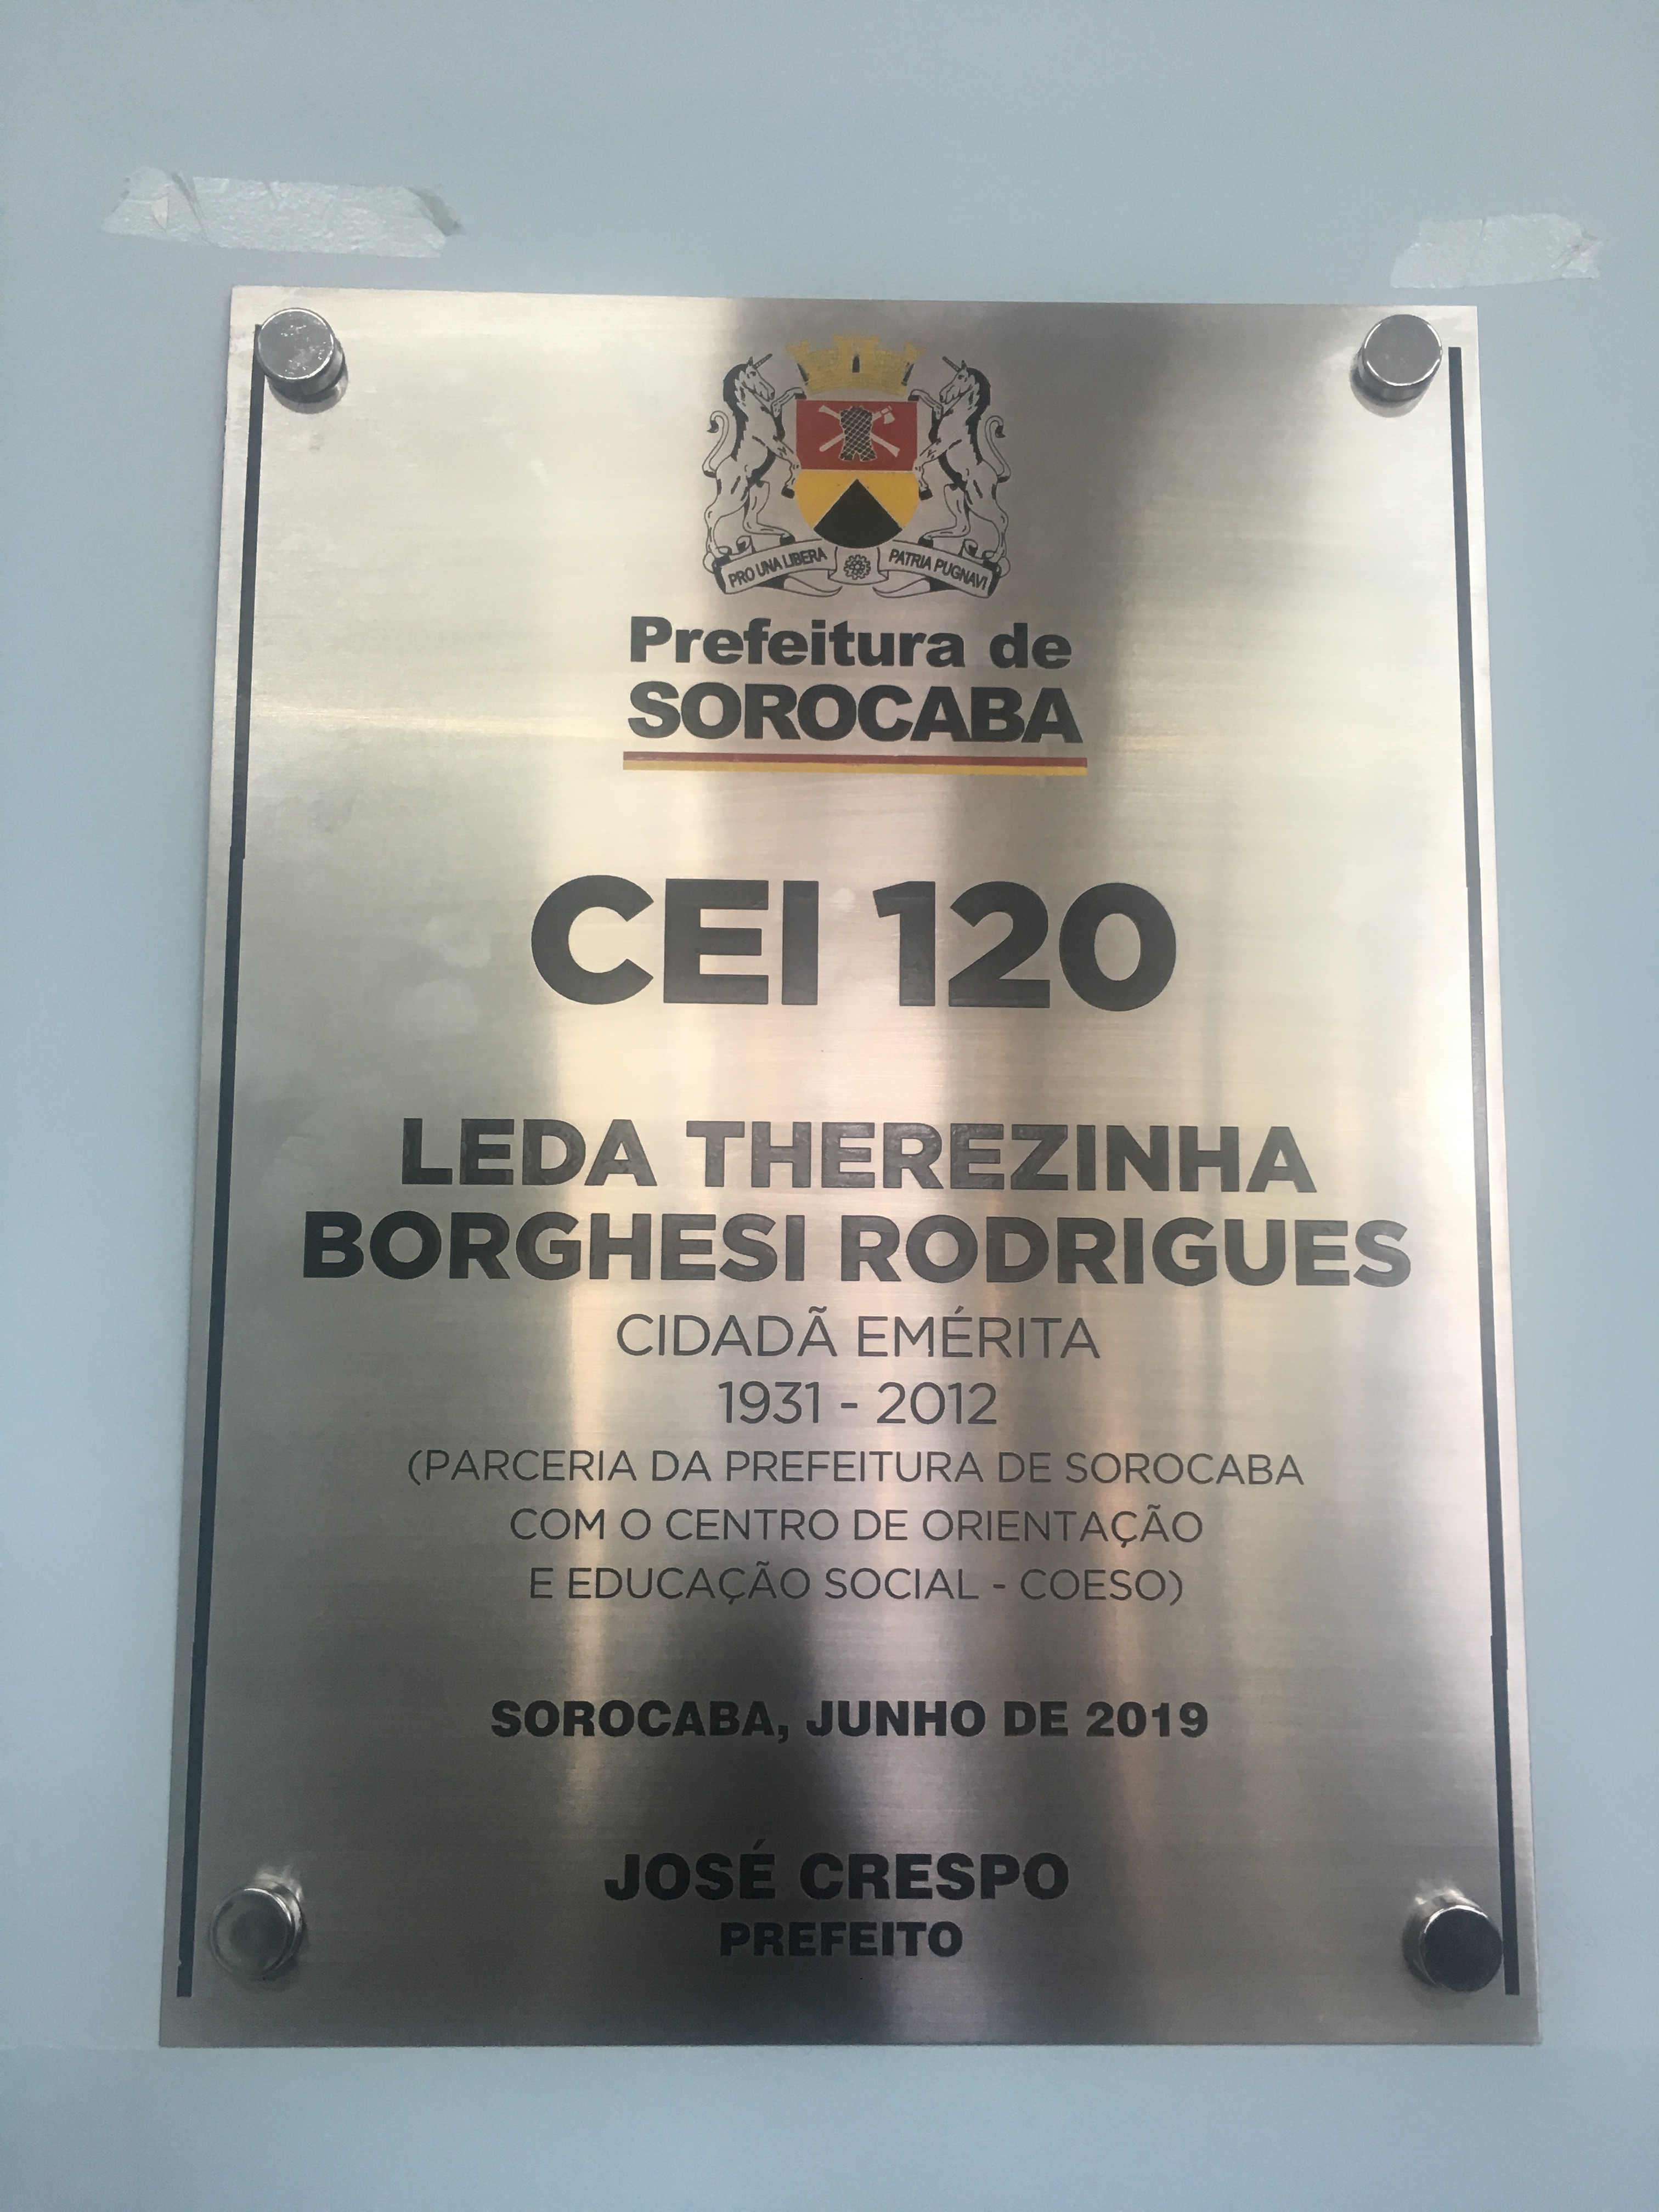 PRO UNA LIBERA PATRIA PUGNAVI
Prefeitura de
SOROCABA
CEI 120
LEDA THEREZINHA
BORGHESI RODRIGUES
CIDADÃ EMÉRITA
1931 - 2012
(PARCERIA DA PREFEITURA DE SOROCABA
COM O CENTRO DE ORIENTAÇÃO
E EDUCAÇÃO SOCIAL - COESO)
SOROCABA, JUNHO DE 2019
JOSÉ CRESPO
PREFEITO